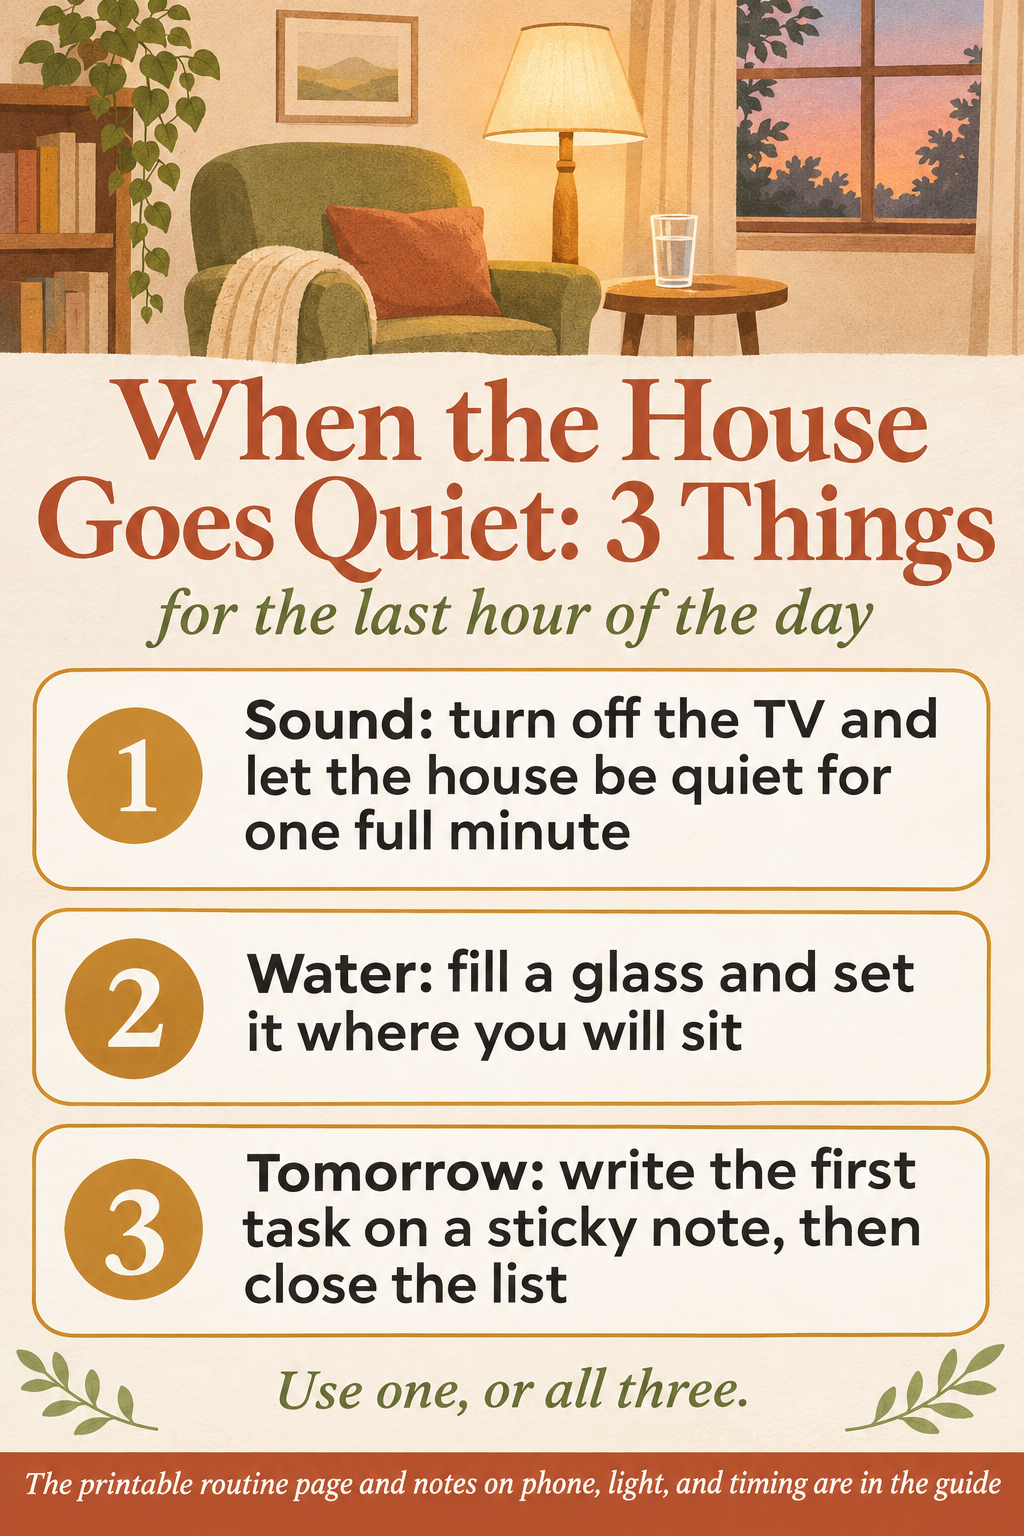 When the House
Goes Quiet: 3 Things
for the last hour of the day
1
Sound: turn off the TV and
let the house be quiet for
one full minute
2
Water: fill a glass and set
it where you will sit
3
Tomorrow: write the first
task on a sticky note, then
close the list
Use one, or all three.
The printable routine page and notes on phone, light, and timing are in the guide